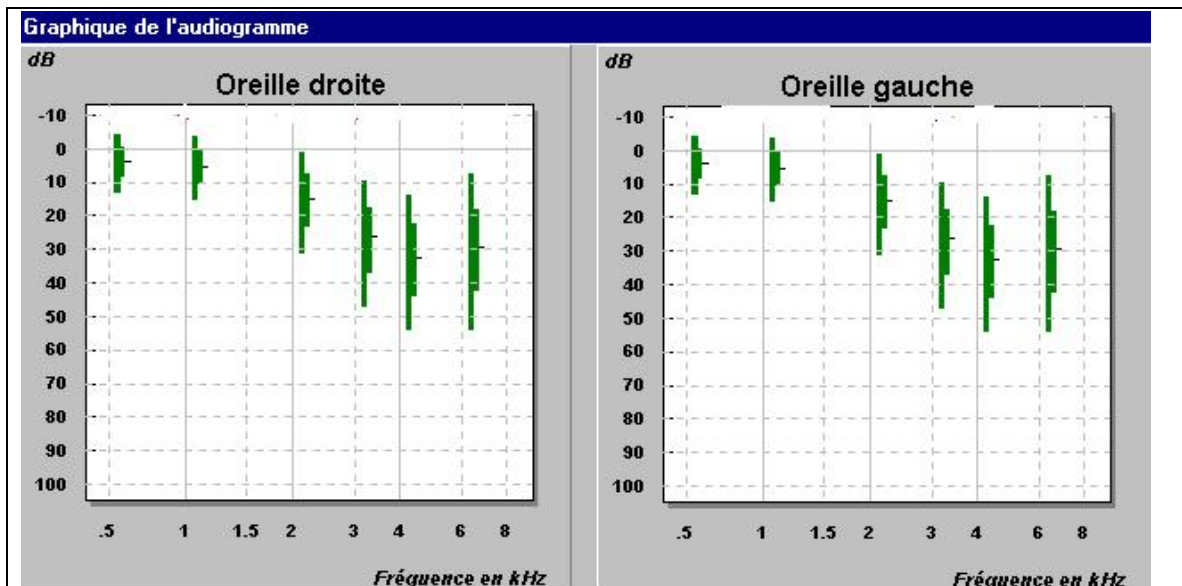 Graphique de l'audiogramme
dB
Oreille droite
-10
0
10
20
30
40
50
60
70
80
90
100
.5 1 1.5 2 3 4 6 8
Fréquence en kHz
dB
Oreille gauche
-10
0
10
20
30
40
50
60
70
80
90
100
.5 1 1.5 2 3 4 6 8
Fréquence en kHz